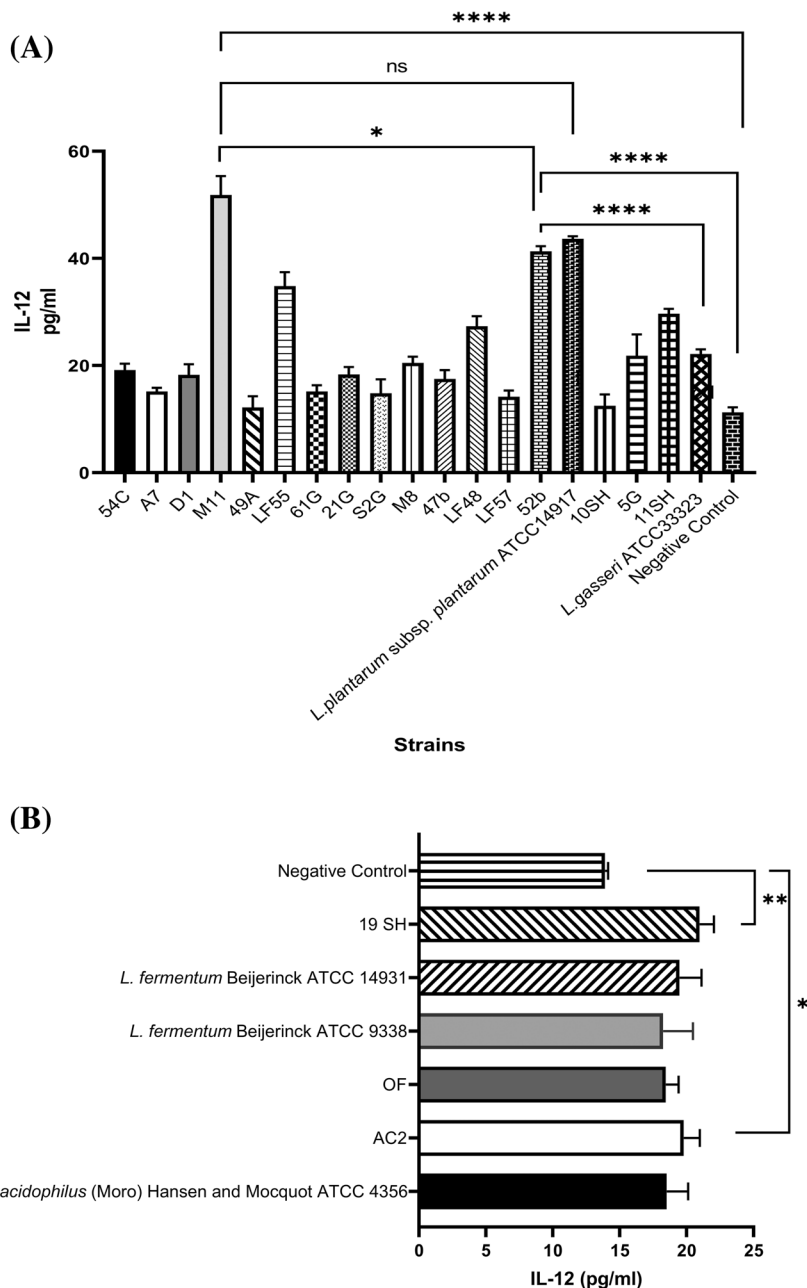 (A)
****
ns
*
****
****
60
40
20
0
IL-12
pg/ml
54C
A7
D1
M11
49A
LF55
61G
21G
S2G
M8
47b
LF48
LF57
52b
L.plantarum subsp. plantarum ATCC14917
10SH
5G
11SH
L.gasseri ATCC33323
Negative Control
Strains
(B)
Negative Control
19 SH
L. fermentum Beijerinck ATCC 14931
L. fermentum Beijerinck ATCC 9338
OF
AC2
acidophilus (Moro) Hansen and Mocquot ATCC 4356
**
*
0 5 10 15 20 25
IL-12 (pg/ml)